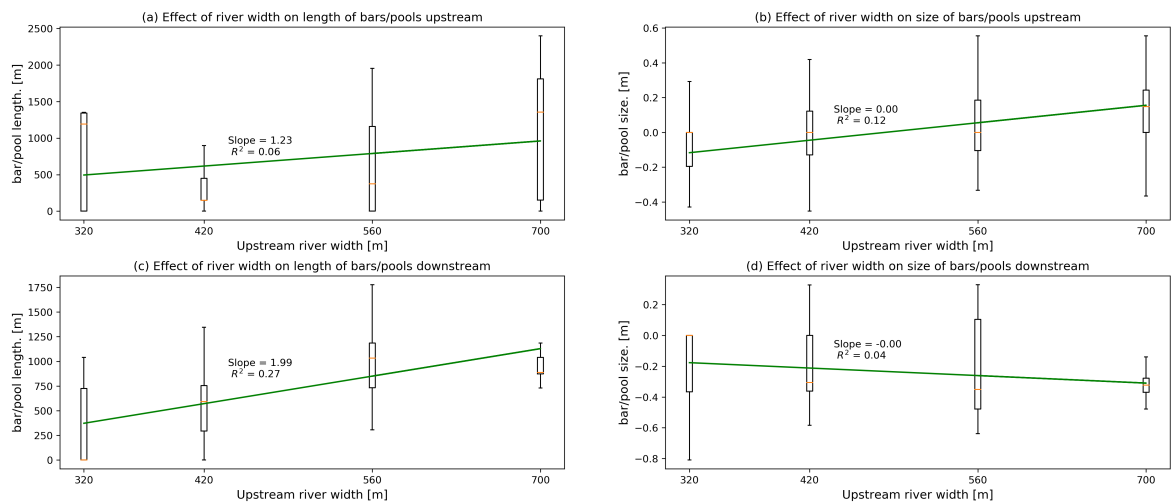 (a) Effect of river width on length of bars/pools upstream
2500
2000
1500
1000
500
0
bar/pool length. [m]
Slope = 1.23
R² = 0.06
320 420 560 700
Upstream river width [m]
(b) Effect of river width on size of bars/pools upstream
0.6
0.4
0.2
0.0
−0.2
−0.4
bar/pool size. [m]
Slope = 0.00
R² = 0.12
320 420 560 700
Upstream river width [m]
(c) Effect of river width on length of bars/pools downstream
1750
1500
1250
1000
750
500
250
0
bar/pool length. [m]
Slope = 1.99
R² = 0.27
320 420 560 700
Upstream river width [m]
(d) Effect of river width on size of bars/pools downstream
0.2
0.0
−0.2
−0.4
−0.6
−0.8
bar/pool size. [m]
Slope = -0.00
R² = 0.04
320 420 560 700
Upstream river width [m]